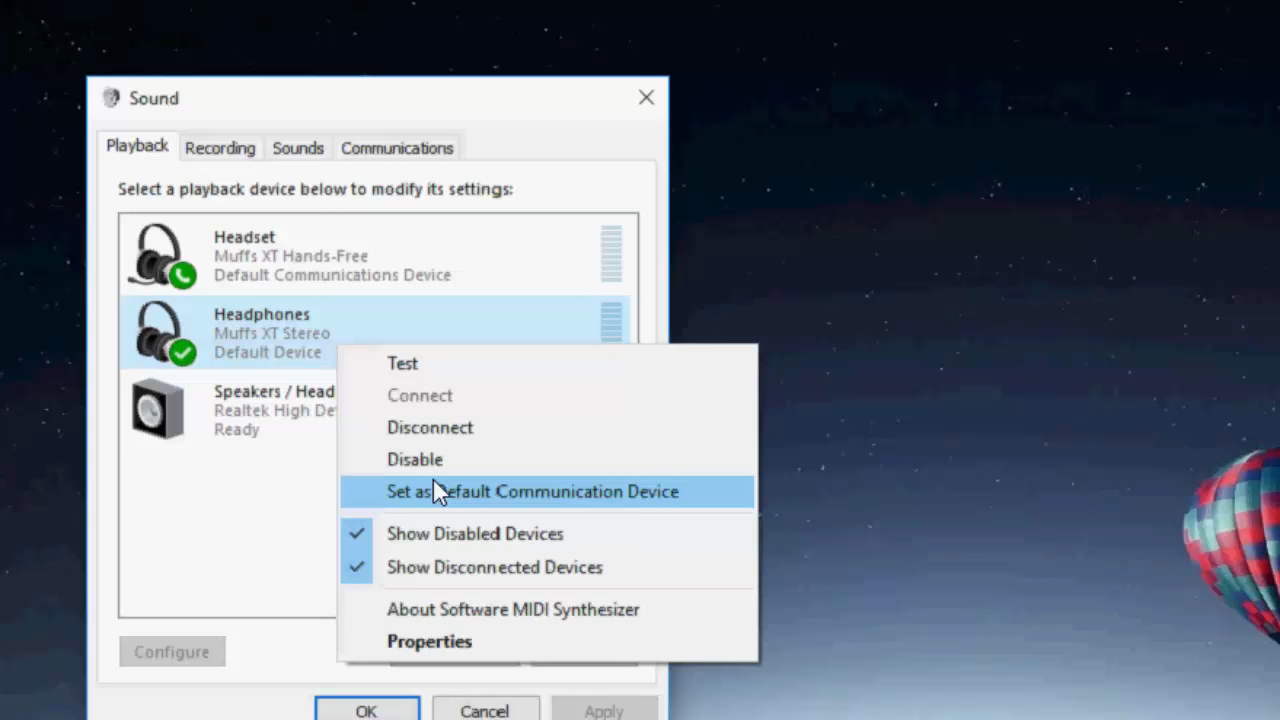 Sound
Playback
Recording
Sounds
Communications
Select a playback device below to modify its settings:
Headset
Muffs XT Hands-Free
Default Communications Device
Headphones
Muffs XT Stereo
Default Device
Speakers / Head
Realtek High De
Ready
Test
Connect
Disconnect
Disable
Set as Default Communication Device
Show Disabled Devices
Show Disconnected Devices
About Software MIDI Synthesizer
Properties
Configure
OK
Cancel
Apply